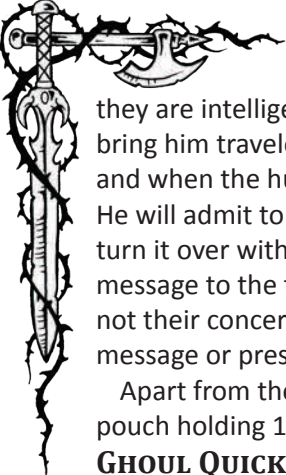 they are intellige
bring him travel
and when the hu
He will admit to
turn it over with
message to the
not their concer
message or pres
Apart from the
pouch holding 1
GHOUL QUICK